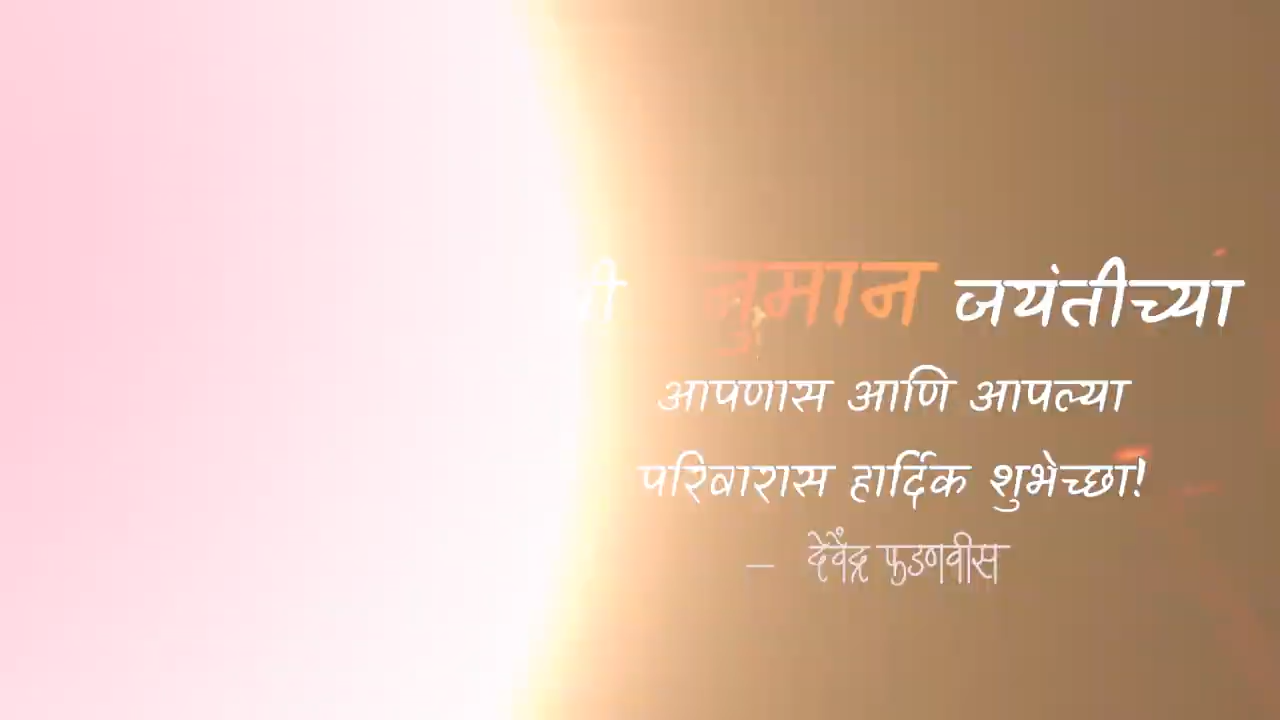 जयंतीच्या
आपणास आणि आपल्या
परिवारास हार्दिक शुभेच्छा!
— देवेंद्र फडणवीस